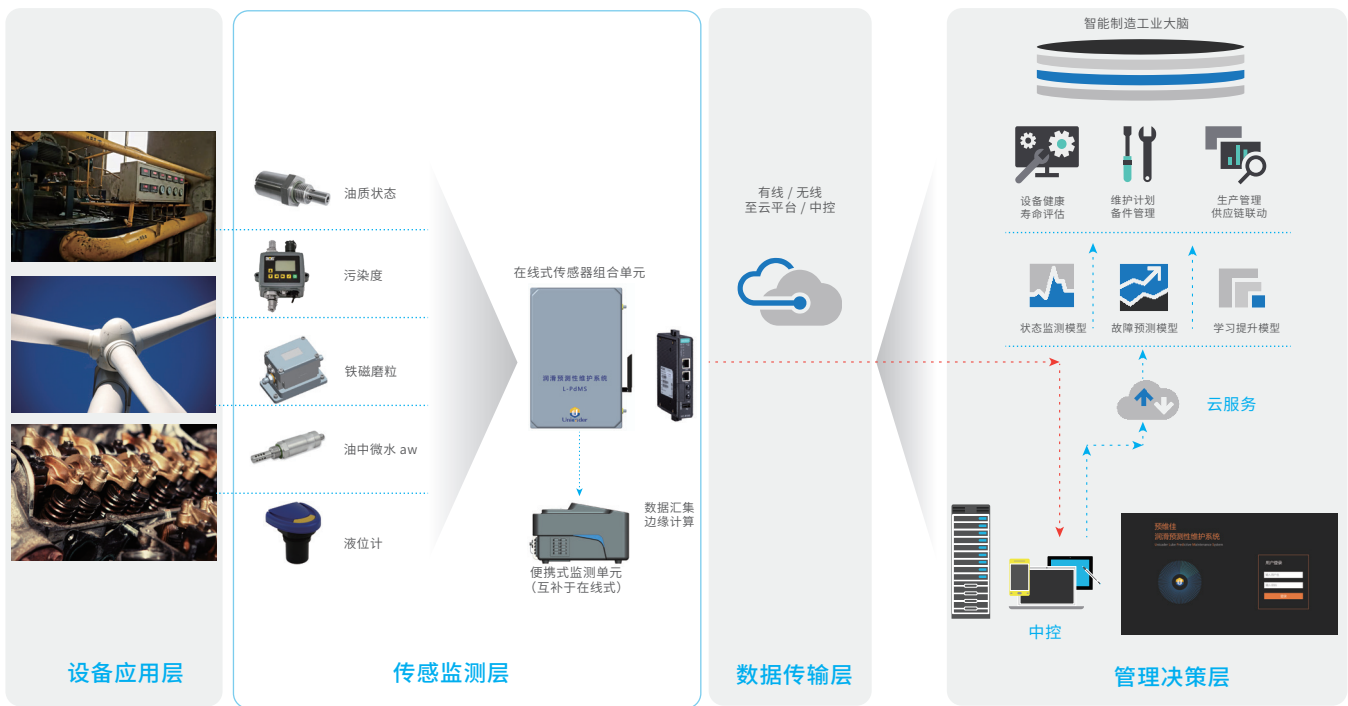 油质状态
污染度
铁磁磨粒
油中微水 aw
液位计
在线式传感器组合单元
润滑预测性维护系统
L-PdMS
数据汇集
边缘计算
便携式监测单元
（互补于在线式）
有线 / 无线
至云平台 / 中控
智能制造工业大脑
设备健康
寿命评估
维护计划
备件管理
生产管理
供应链联动
状态监测模型
故障预测模型
学习提升模型
云服务
中控
预维佳
润滑预测性维护系统
用户登录
设备应用层
传感监测层
数据传输层
管理决策层